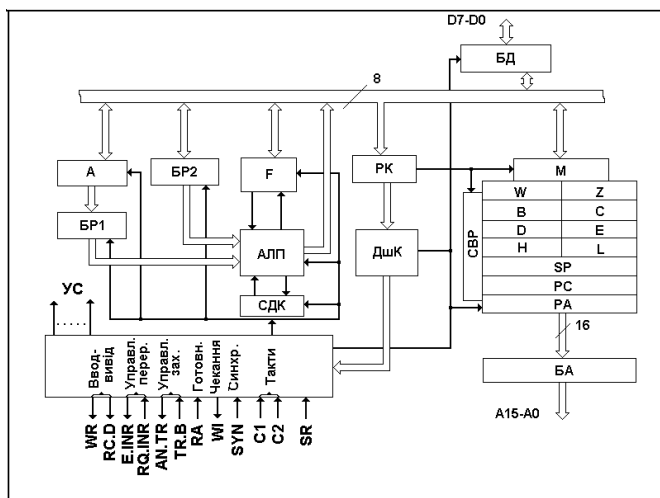 D7-D0
БД
8
А
БР2
F
РК
М
БР1
W Z
B C
D E
H L
СВР
АЛП
ДшК
SP
PC
РА
СДК
УС
16
Ввод-
вивід
Управл.
перер.
Управл.
зах.
Готовн.
Чекання
Синхр.
Такти
БА
A15-A0
WR
RC.D
E.INR
RQ.INR
AN.TR
TR.B
RA
WI
SYN
C1
C2
SR